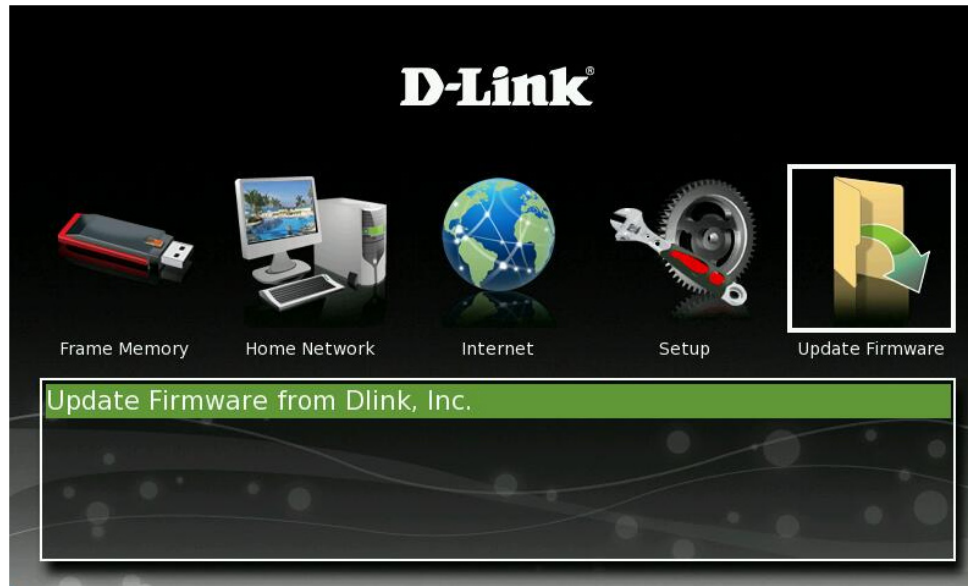 D-Link®
Frame Memory
Home Network
Internet
Setup
Update Firmware
Update Firmware from Dlink, Inc.